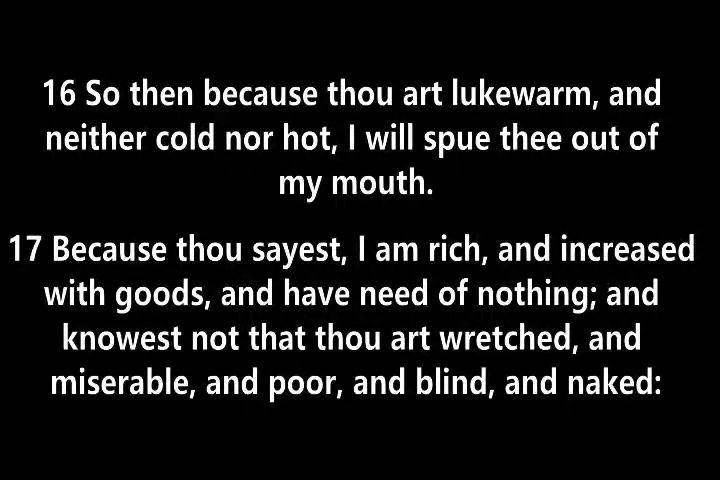 16 So then because thou art lukewarm, and
neither cold nor hot, I will spue thee out of
my mouth.
17 Because thou sayest, I am rich, and increased
with goods, and have need of nothing; and
knowest not that thou art wretched, and
miserable, and poor, and blind, and naked: